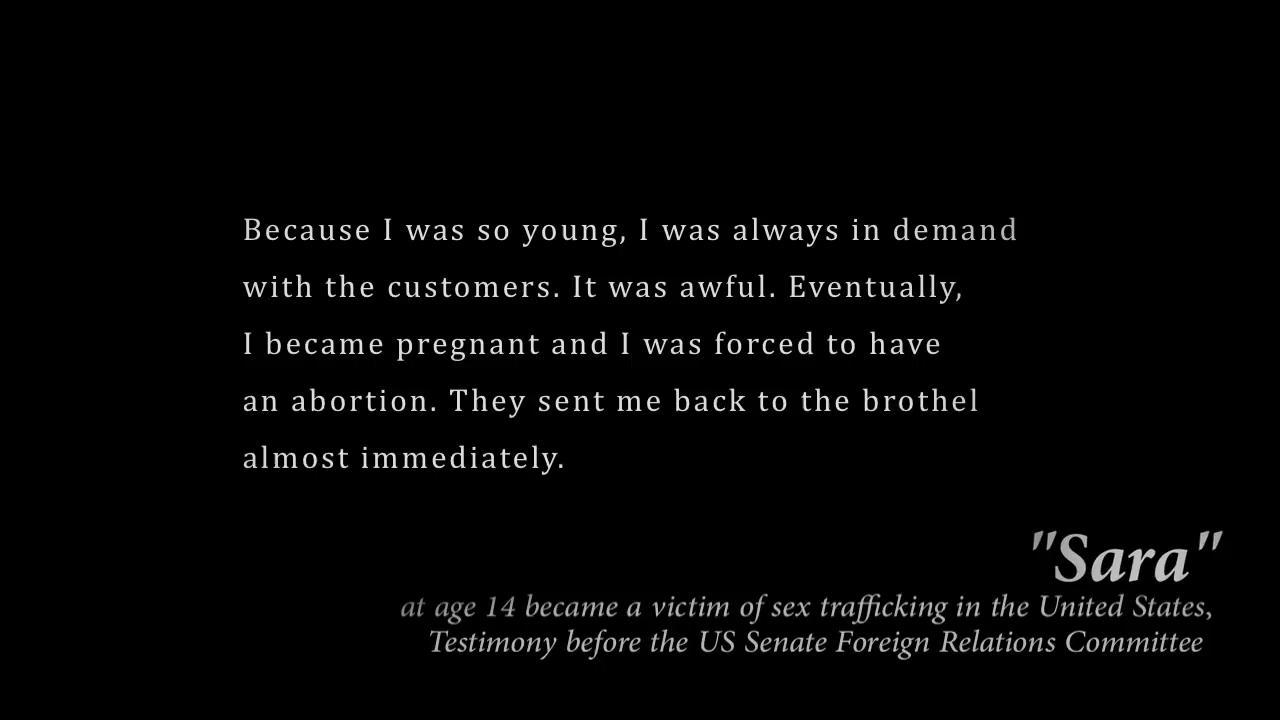 Because I was so young, I was always in demand
with the customers. It was awful. Eventually,
I became pregnant and I was forced to have
an abortion. They sent me back to the brothel
almost immediately.
"Sara"
at age 14 became a victim of sex trafficking in the United States,
Testimony before the US Senate Foreign Relations Committee